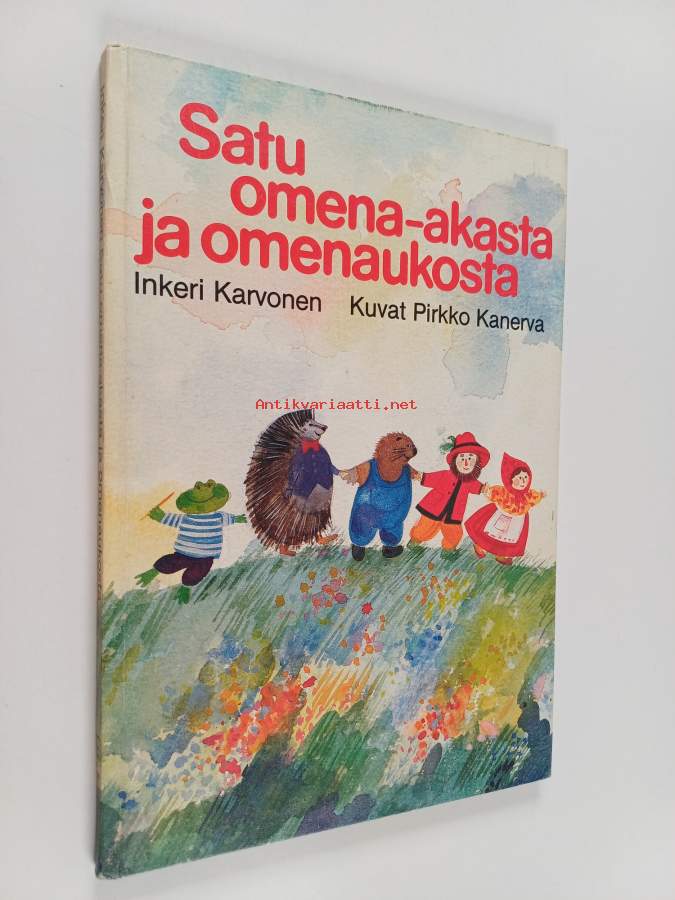 Satu
omena-akasta
ja omenaukosta
Inkeri Karvonen Kuvat Pirkko Kanerva
Antikvariaatti.net